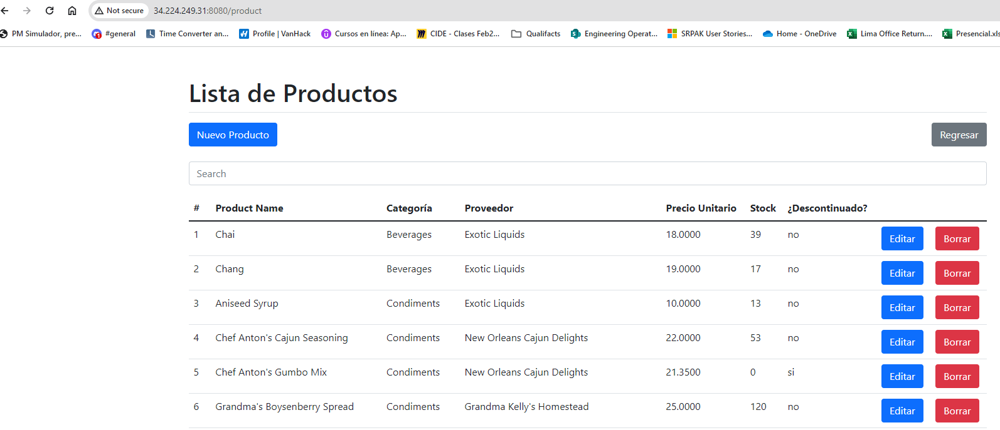 Not secure 34.224.249.31:8080/product
PM Simulador, pre... #general Time Converter an... Profile | VanHack Cursos en línea: Ap... CIDE - Clases Feb2... Qualifacts Engineering Operat... SRPAK User Stories... Home - OneDrive Lima Office Return.... Presencial.xls
Lista de Productos
Nuevo Producto Regresar
Search
# Product Name Categoría Proveedor Precio Unitario Stock ¿Descontinuado?
1 Chai Beverages Exotic Liquids 18.0000 39 no Editar Borrar
2 Chang Beverages Exotic Liquids 19.0000 17 no Editar Borrar
3 Aniseed Syrup Condiments Exotic Liquids 10.0000 13 no Editar Borrar
4 Chef Anton's Cajun Seasoning Condiments New Orleans Cajun Delights 22.0000 53 no Editar Borrar
5 Chef Anton's Gumbo Mix Condiments New Orleans Cajun Delights 21.3500 0 si Editar Borrar
6 Grandma's Boysenberry Spread Condiments Grandma Kelly's Homestead 25.0000 120 no Editar Borrar